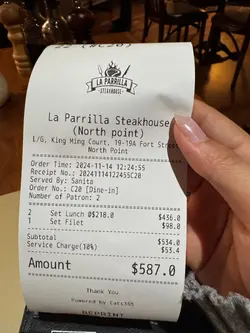 LA PARRILLA
STEAKHOUSE
La Parrilla Steakhouse
(North point)
G/F, King Ming Court, 19-19A Fort Street
North Point
Order Time: 2024-11-14 12:24:55
Receipt No.: 20241114122455C20
Served By: Sanita
Order No.: C20 [Dine-in]
Number of Patron: 2
2 Set Lunch @$218.0 $436.0
1 Set Filet $98.0
Subtotal $534.0
Service Charge(10%) $53.4
Amount $587.0
Thank You
Powered by Eats365
REPRINT